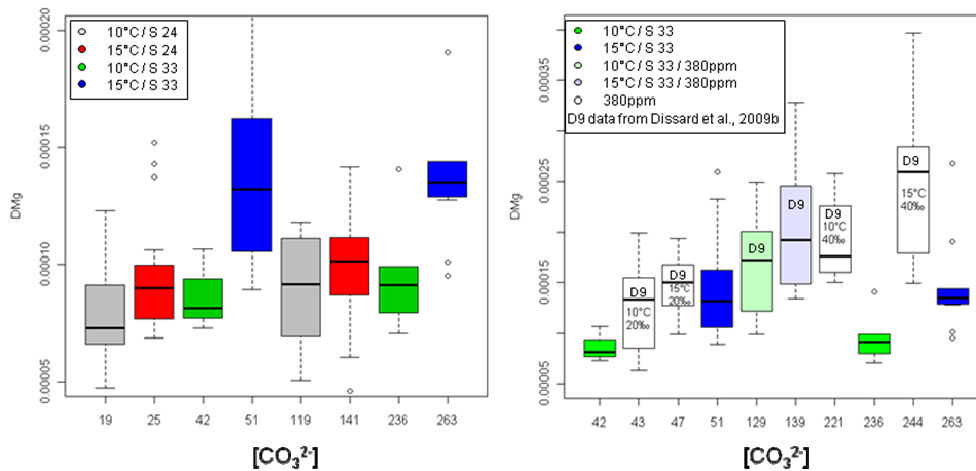 10°C / S 24
15°C / S 24
10°C / S 33
15°C / S 33
DMg
0.00020
0.00015
0.00010
0.00005
19 25 42 51 119 141 236 263
[CO₃²⁻]
10°C / S 33
15°C / S 33
10°C / S 33 / 380ppm
15°C / S 33 / 380ppm
380ppm
D9 data from Dissard et al., 2009b
DMg
0.00035
0.00025
0.00015
0.00005
D9
10°C
20‰
D9
15°C
20‰
D9
D9
D9
10°C
40‰
D9
15°C
40‰
42 43 47 51 129 139 221 236 244 263
[CO₃²⁻]